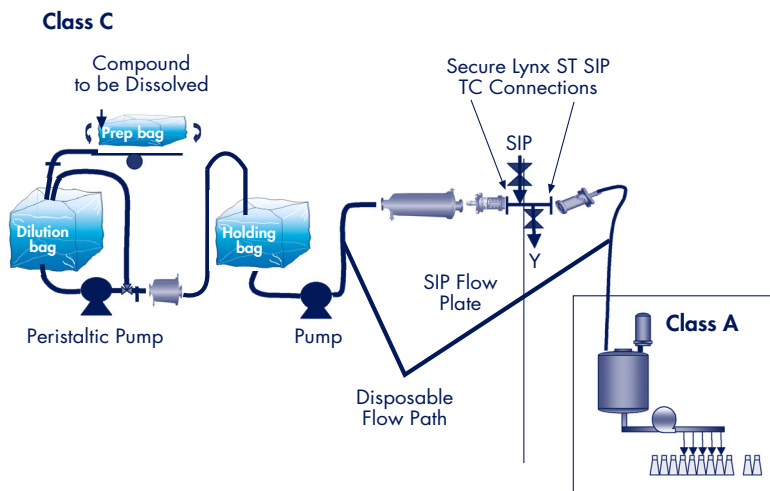 Class C
Compound
to be Dissolved
Prep bag
Secure Lynx ST SIP
TC Connections
SIP
Dilution
bag
Holding
bag
Y
SIP Flow
Plate
Peristaltic Pump
Pump
Class A
Disposable
Flow Path